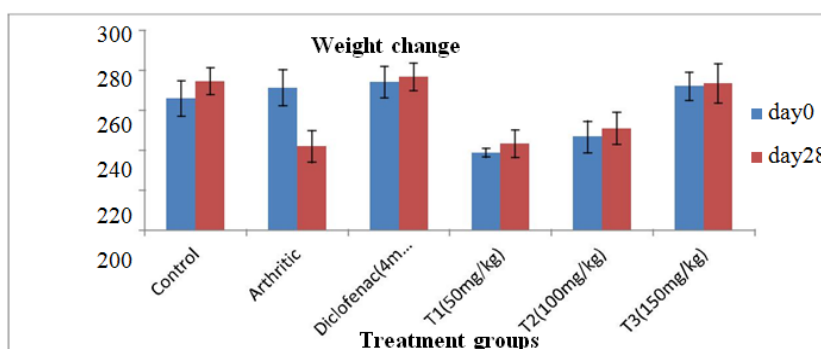 Weight change
300
280
260
240
220
200
Control
Arthritic
Diclofenac(4m...
T1(50mg/kg)
T2(100mg/kg)
T3(150mg/kg)
Treatment groups
day0
day28